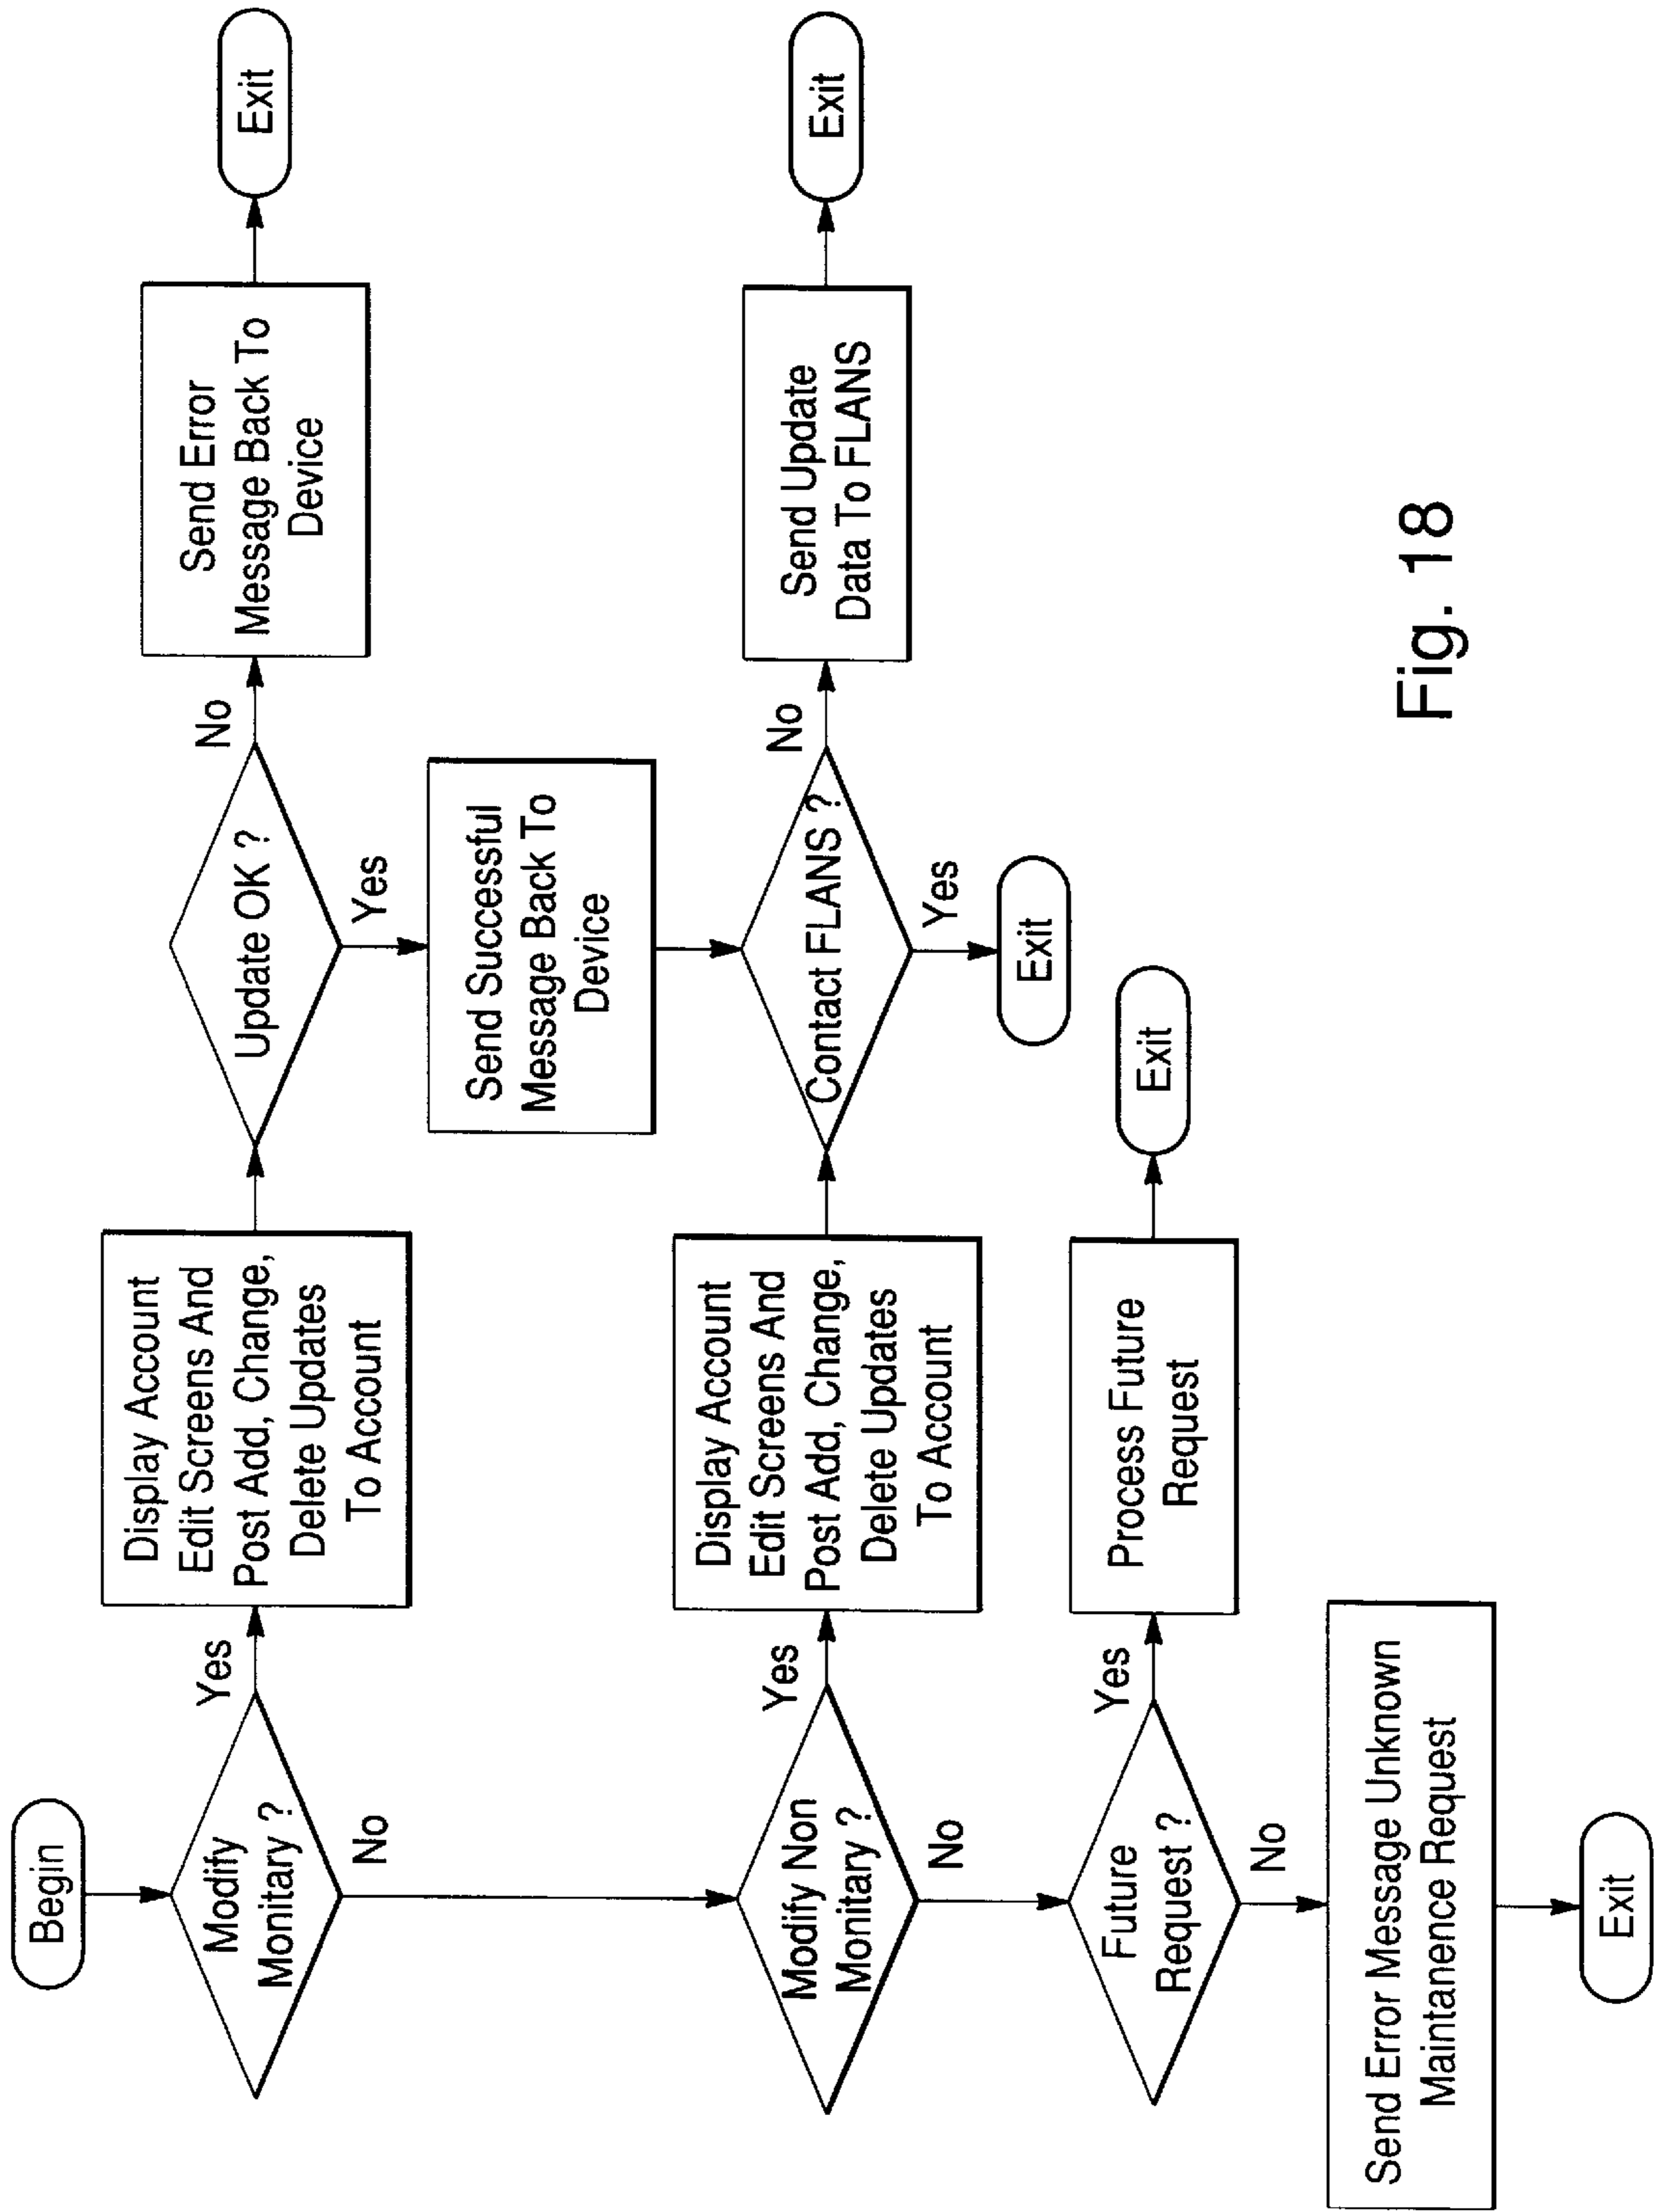 Begin
Modify
Monitary ?
Yes
No
Display Account
Edit Screens And
Post Add, Change,
Delete Updates
To Account
Update OK ?
No
Yes
Send Error
Message Back To
Device
Exit
Send Successful
Message Back To
Device
Modify Non
Monitary ?
Yes
No
Display Account
Edit Screens And
Post Add, Change,
Delete Updates
To Account
Contact FLANS ?
No
Yes
Send Update
Data To FLANS
Exit
Exit
Future
Request ?
Yes
No
Process Future
Request
Exit
Send Error Message Unknown
Maintanence Request
Exit
Fig. 18